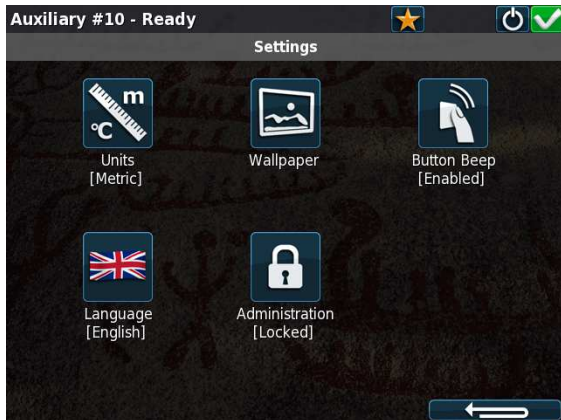 Auxiliary #10 - Ready
Settings
m
°C
Units
[Metric]
Wallpaper
Button Beep
[Enabled]
Language
[English]
Administration
[Locked]